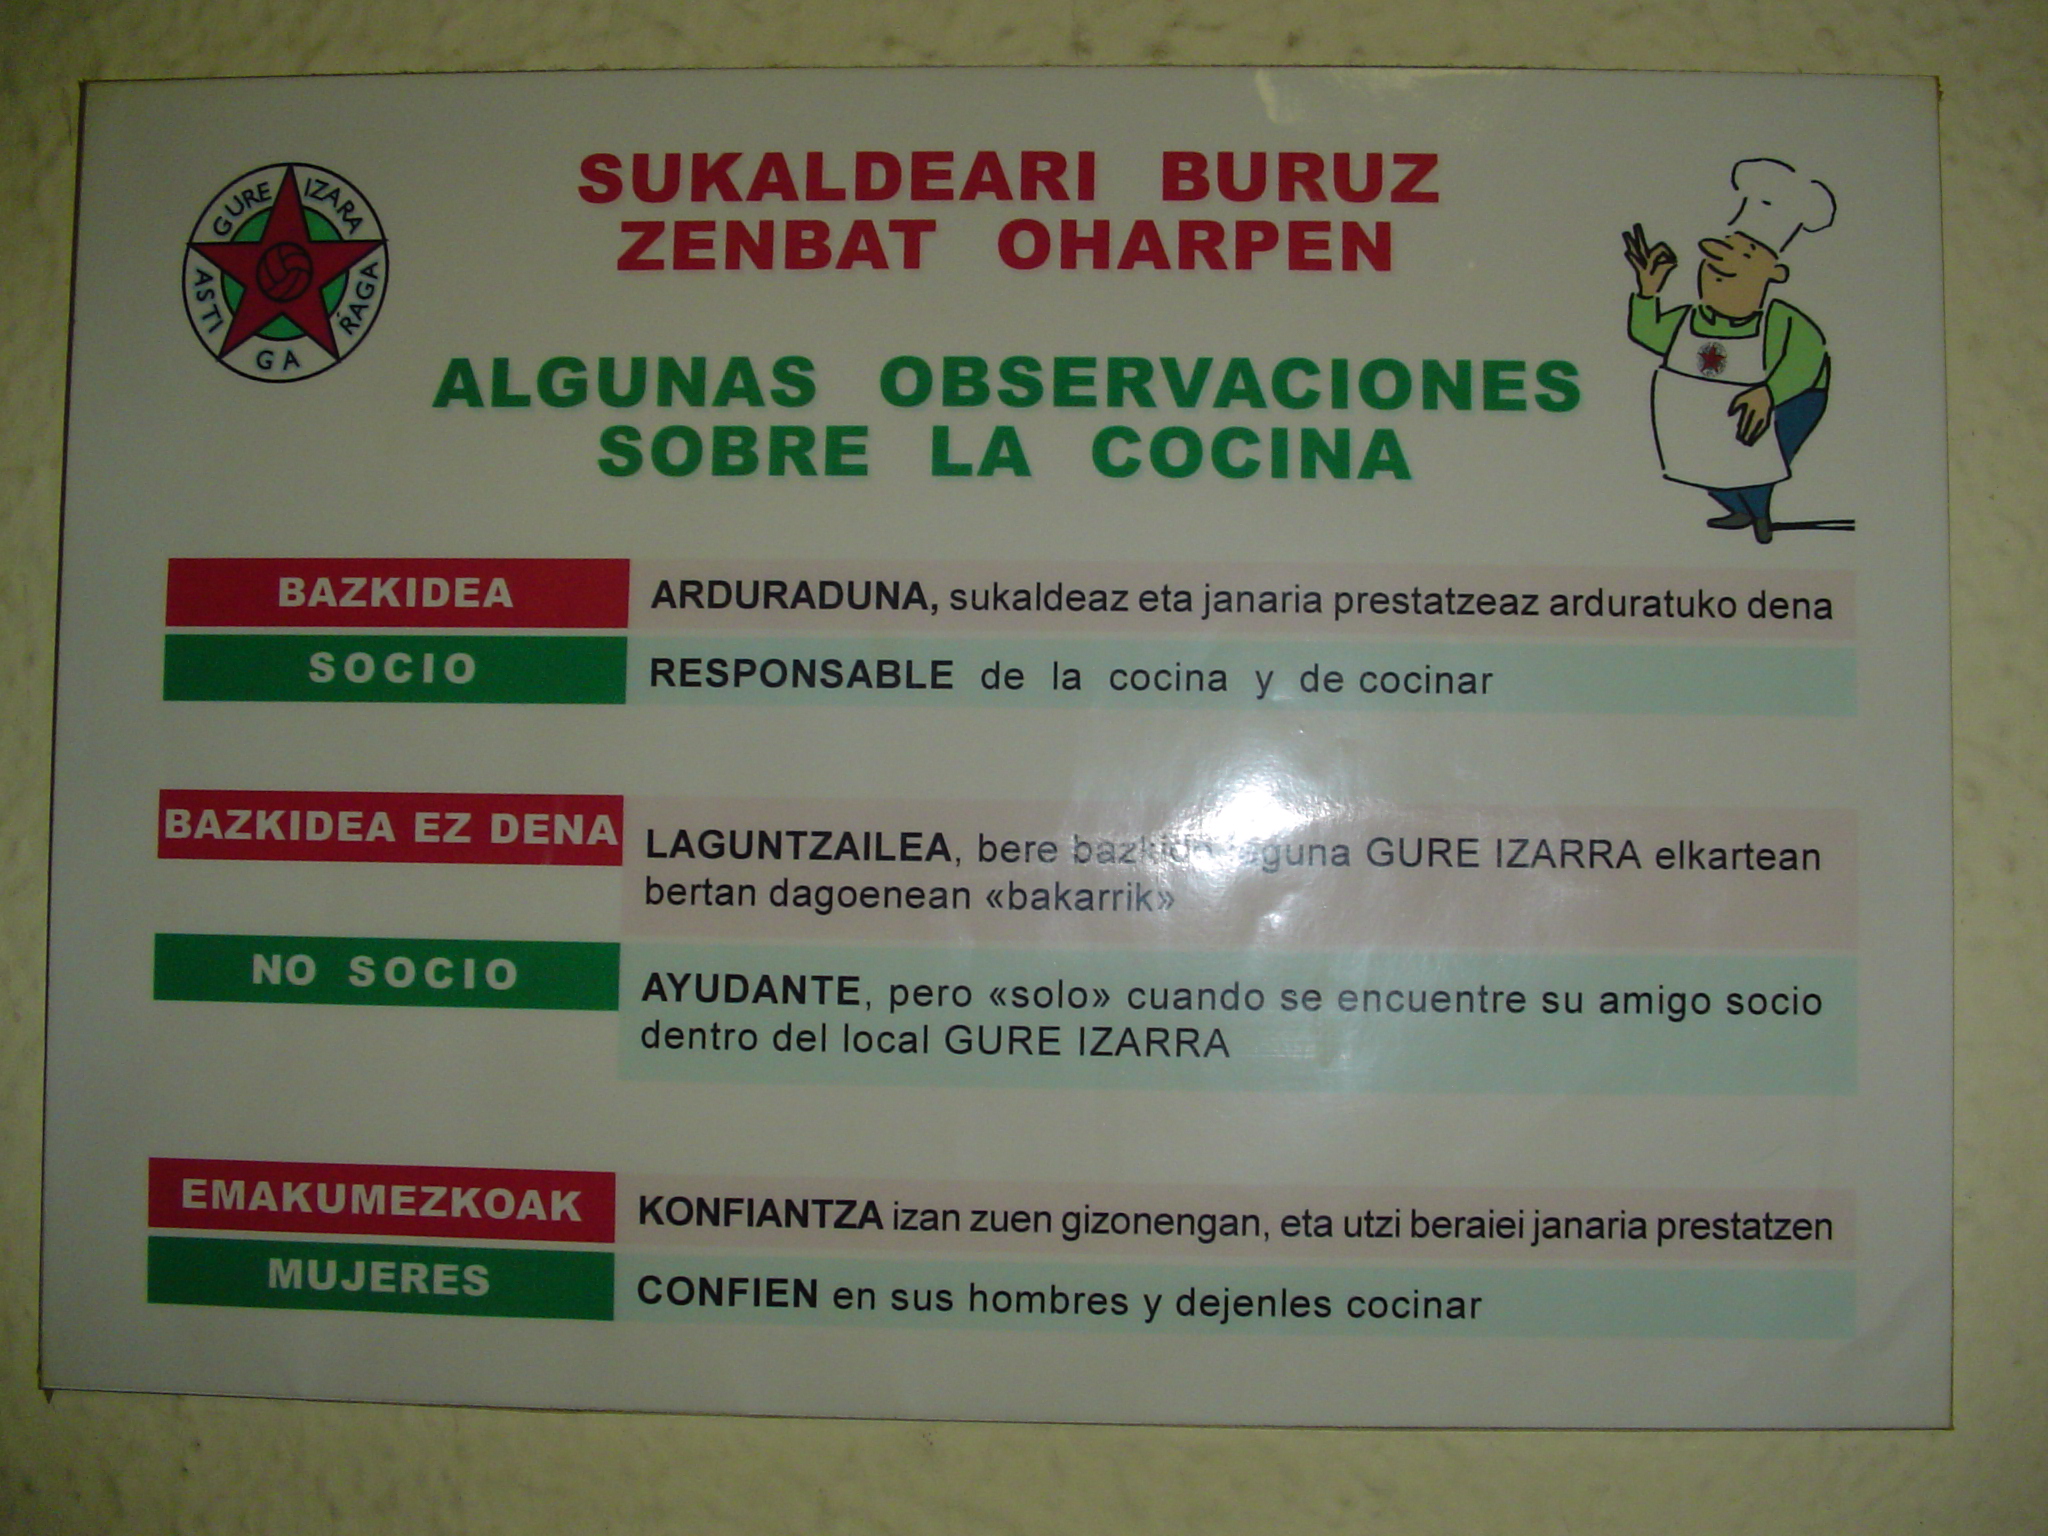 GURE IZARA
ASTI GA RAGA
SUKALDEARI BURUZ
ZENBAT OHARPEN
ALGUNAS OBSERVACIONES
SOBRE LA COCINA
BAZKIDEA ARDURADUNA, sukaldeaz eta janaria prestatzeaz arduratuko dena
SOCIO RESPONSABLE de la cocina y de cocinar
BAZKIDEA EZ DENA LAGUNTZAILEA, bere GURE IZARRA elkartean
bertan dagoenean «bakarrik»
NO SOCIO AYUDANTE, pero «solo» cuando se encuentre su amigo socio
dentro del local GURE IZARRA
EMAKUMEZKOAK KONFIANTZA izan zuen gizonengan, eta utzi beraiei janaria prestatzen
MUJERES CONFIEN en sus hombres y dejenles cocinar